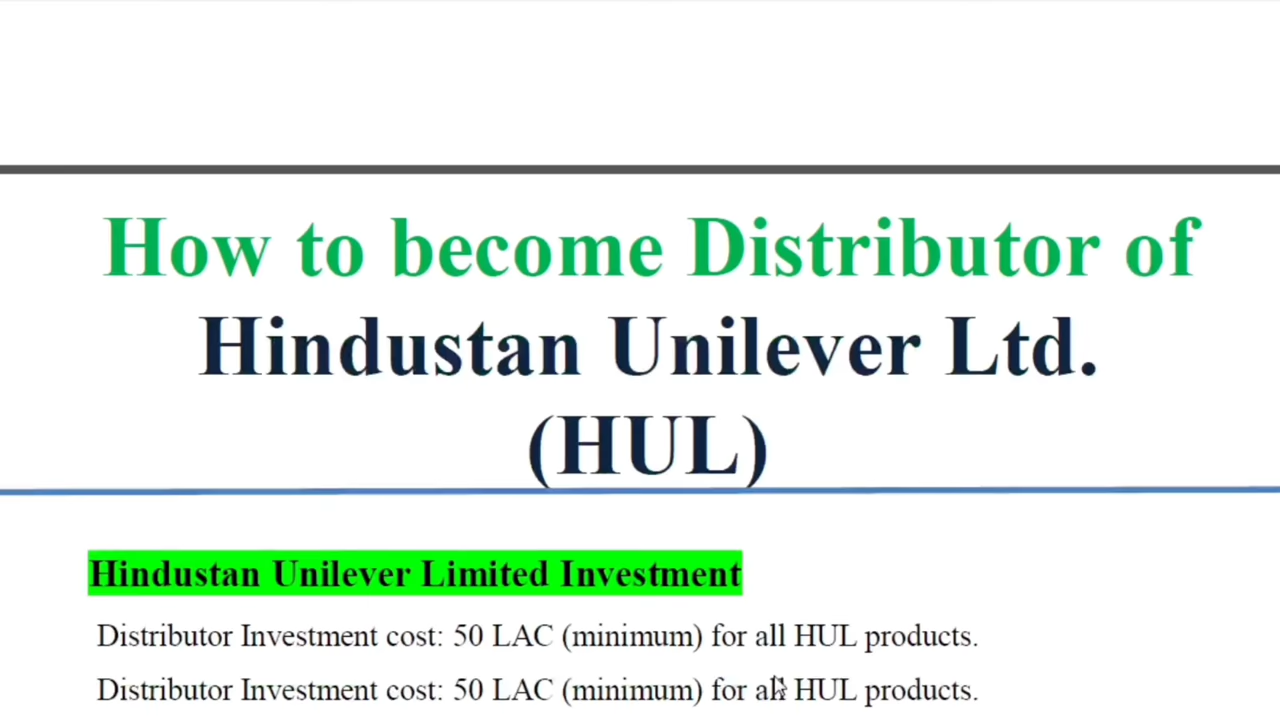 How to become Distributor of
Hindustan Unilever Ltd.
(HUL)
Hindustan Unilever Limited Investment
Distributor Investment cost: 50 LAC (minimum) for all HUL products.
Distributor Investment cost: 50 LAC (minimum) for all HUL products.